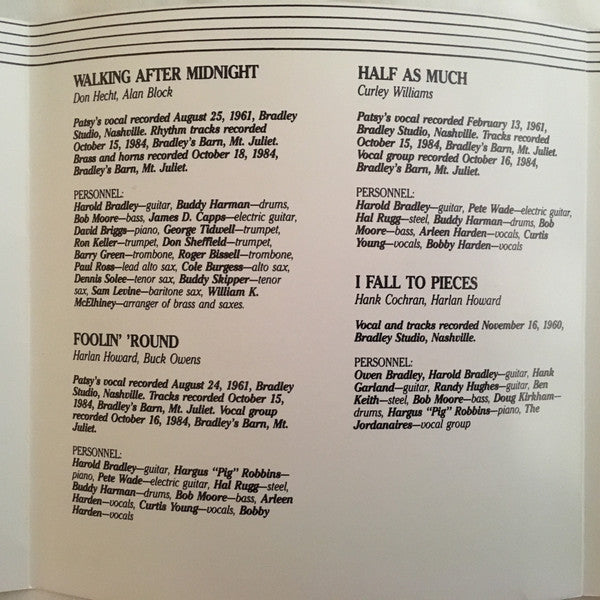 WALKING AFTER MIDNIGHT
Don Hecht, Alan Block
Patsy's vocal recorded August 25, 1961, Bradley
Studio, Nashville. Rhythm tracks recorded
October 15, 1984, Bradley's Barn, Mt. Juliet.
Brass and horns recorded October 18, 1984,
Bradley's Barn, Mt. Juliet.
PERSONNEL:
Harold Bradley—guitar, Buddy Harman—drums,
Bob Moore—bass, James D. Capps—electric guitar,
David Briggs—piano, George Tidwell—trumpet,
Ron Keller—trumpet, Don Sheffield—trumpet,
Barry Green—trombone, Roger Bissell—trombone,
Paul Ross—lead alto sax, Cole Burgess—alto sax,
Dennis Solee—tenor sax, Buddy Skipper—tenor
sax, Sam Levine—baritone sax, William K.
McElhiney—arranger of brass and saxes.
FOOLIN' 'ROUND
Harlan Howard, Buck Owens
Patsy's vocal recorded August 24, 1961, Bradley
Studio, Nashville. Tracks recorded October 15,
1984, Bradley's Barn, Mt. Juliet. Vocal group
recorded October 16, 1984, Bradley's Barn, Mt.
Juliet.
PERSONNEL:
Harold Bradley—guitar, Hargus "Pig" Robbins—
piano, Pete Wade—electric guitar, Hal Rugg—steel,
Buddy Harman—drums, Bob Moore—bass, Arleen
Harden—vocals, Curtis Young—vocals, Bobby
Harden—vocals
HALF AS MUCH
Curley Williams
Patsy's vocal recorded February 13, 1961,
Bradley Studio, Nashville. Tracks recorded
October 15, 1984, Bradley's Barn, Mt. Juliet.
Vocal group recorded October 16, 1984,
Bradley's Barn, Mt. Juliet.
PERSONNEL:
Harold Bradley—guitar, Pete Wade—electric guitar,
Hal Rugg—steel, Buddy Harman—drums, Bob
Moore—bass, Arleen Harden—vocals, Curtis
Young—vocals, Bobby Harden—vocals
I FALL TO PIECES
Hank Cochran, Harlan Howard
Vocal and tracks recorded November 16, 1960,
Bradley Studio, Nashville.
PERSONNEL:
Owen Bradley, Harold Bradley—guitar, Hank
Garland—guitar, Randy Hughes—guitar, Ben
Keith—steel, Bob Moore—bass, Doug Kirkham—
drums, Hargus "Pig" Robbins—piano, The
Jordanaires—vocal group